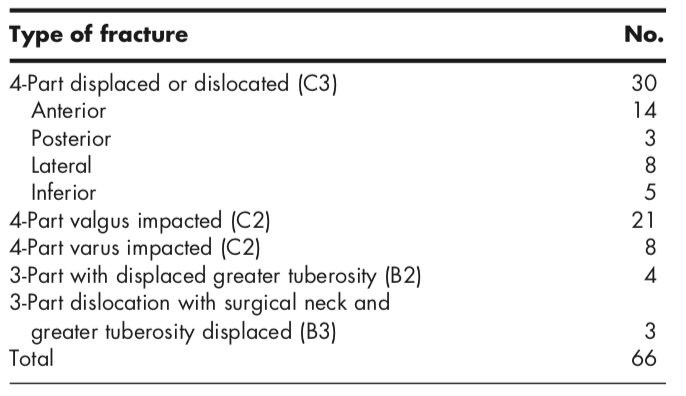 Type of fracture No.
4-Part displaced or dislocated (C3) 30
Anterior 14
Posterior 3
Lateral 8
Inferior 5
4-Part valgus impacted (C2) 21
4-Part varus impacted (C2) 8
3-Part with displaced greater tuberosity (B2) 4
3-Part dislocation with surgical neck and
greater tuberosity displaced (B3) 3
Total 66